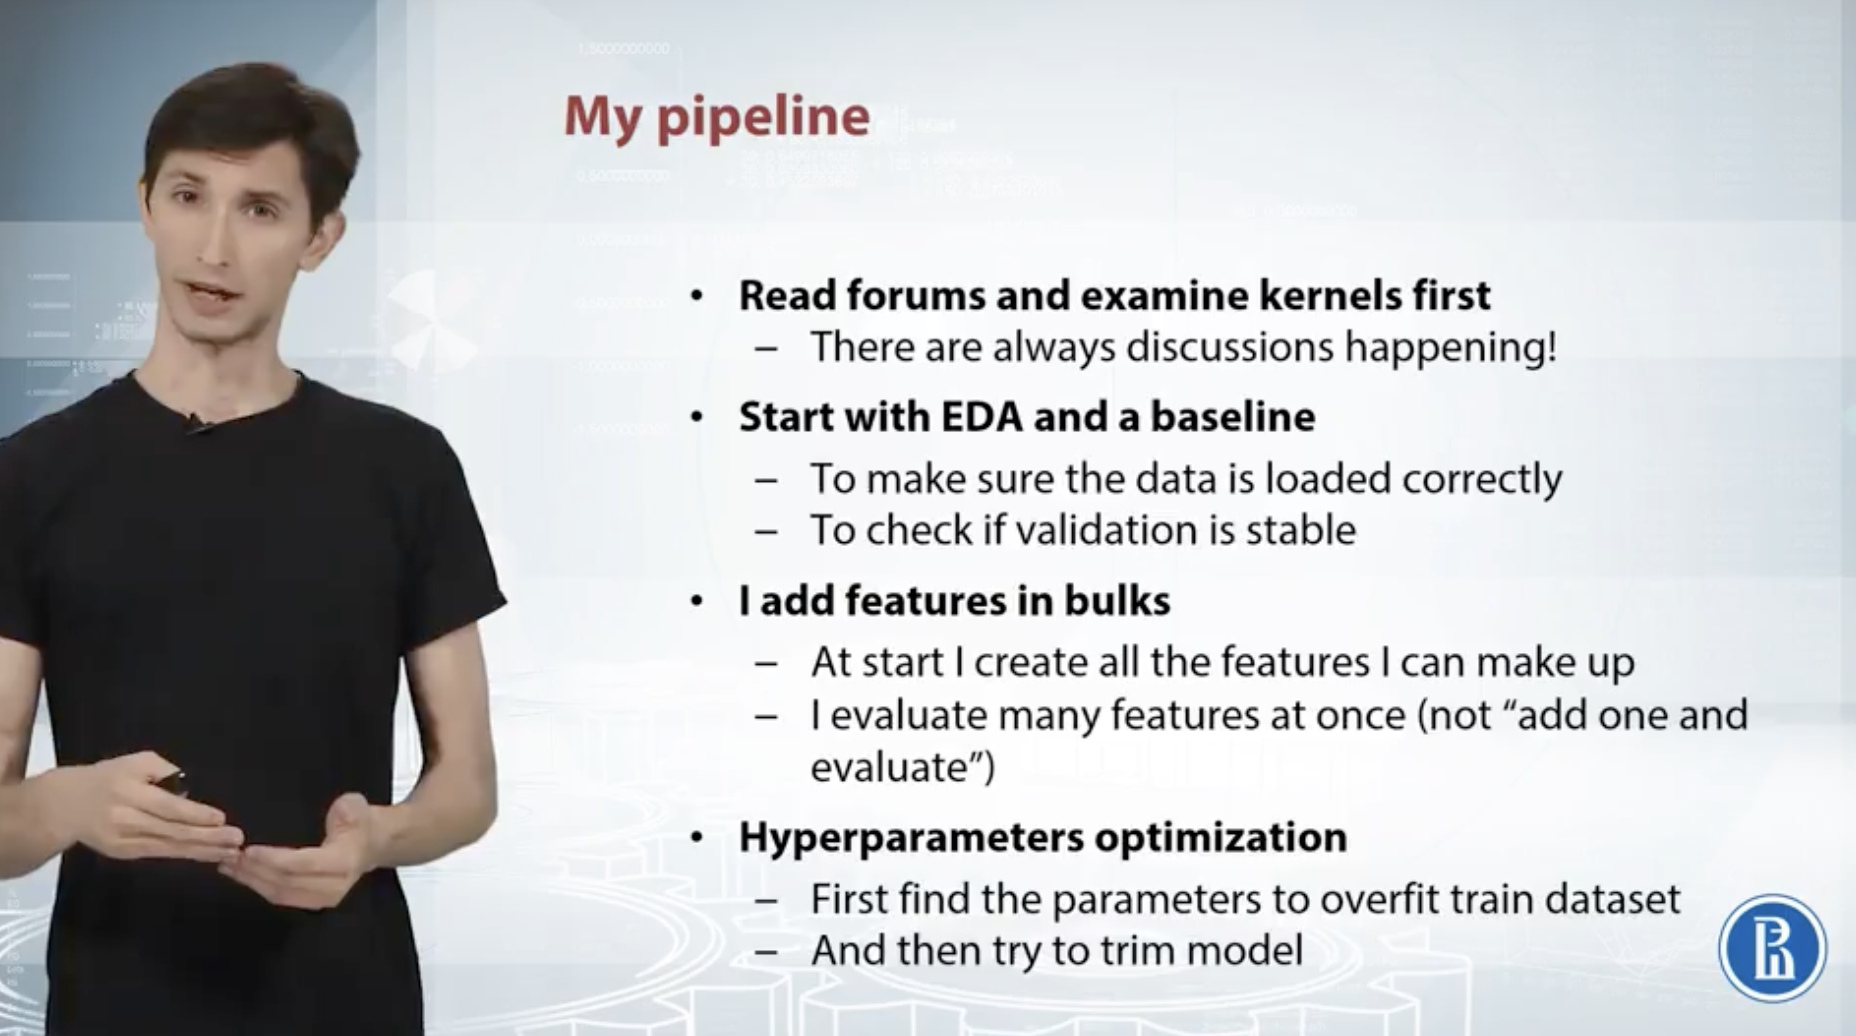 My pipeline
• Read forums and examine kernels first
– There are always discussions happening!
• Start with EDA and a baseline
– To make sure the data is loaded correctly
– To check if validation is stable
• I add features in bulks
– At start I create all the features I can make up
– I evaluate many features at once (not “add one and
evaluate”)
• Hyperparameters optimization
– First find the parameters to overfit train dataset
– And then try to trim model